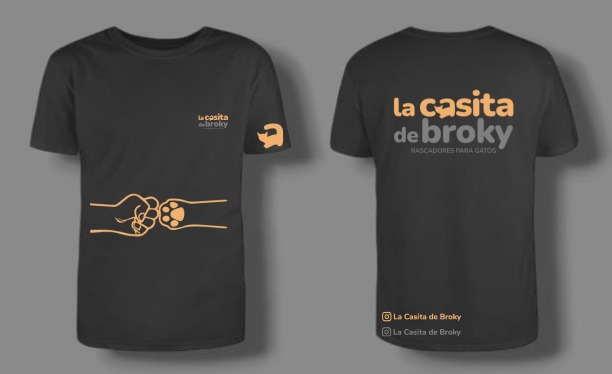 la casita
de broky
la casita
de broky
RASCADORES PARA GATOS
La Casita de Broky
La Casita de Broky